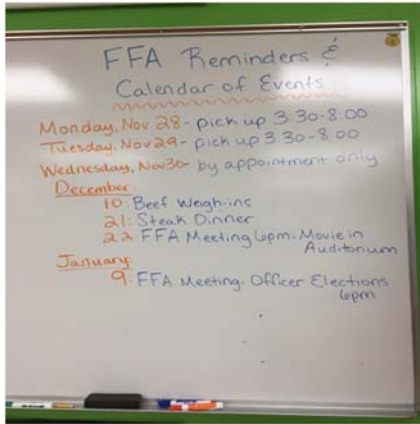 FFA Reminders &
Calendar of Events
Monday, Nov 28- pick up 3:30-8:00
Tuesday, Nov 29- pick up 3:30-8:00
Wednesday, Nov 30- by appointment only
December:
10: Beef Weigh-ins
21: Steak Dinner
22 FFA Meeting 6pm- Movie in
Auditorium
January:
9: FFA Meeting- Officer Elections
6pm